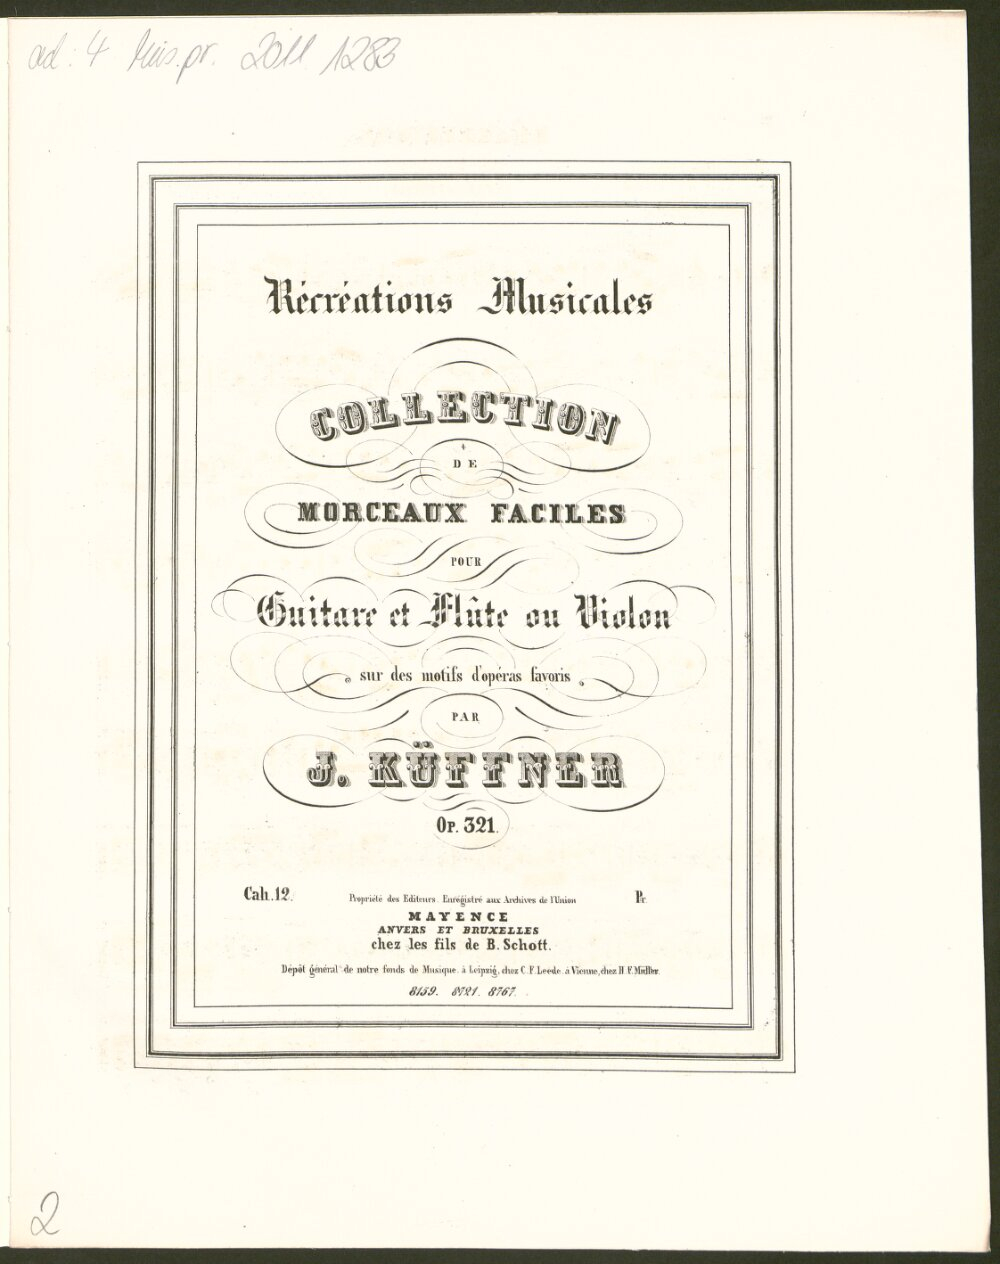 ad: 4 Mus.pr. 2011.1283
Récréations Musicales
COLLECTION
DE
MORCEAUX FACILES
POUR
Guitare et Flûte ou Violon
sur des motifs d'opéras favoris
PAR
J. KÜFFNER
Op. 321.
Cah. 12. Propriété des Editeurs. Enregistré aux Archives de l'Union Pr.
MAYENCE
ANVERS ET BRUXELLES
chez les fils de B. Schott.
Dépôt général de notre fonds de Musique. à Leipzig, chez C. F. Leede. à Vienne, chez H. F. Müller.
8159. 8721. 8767.
2